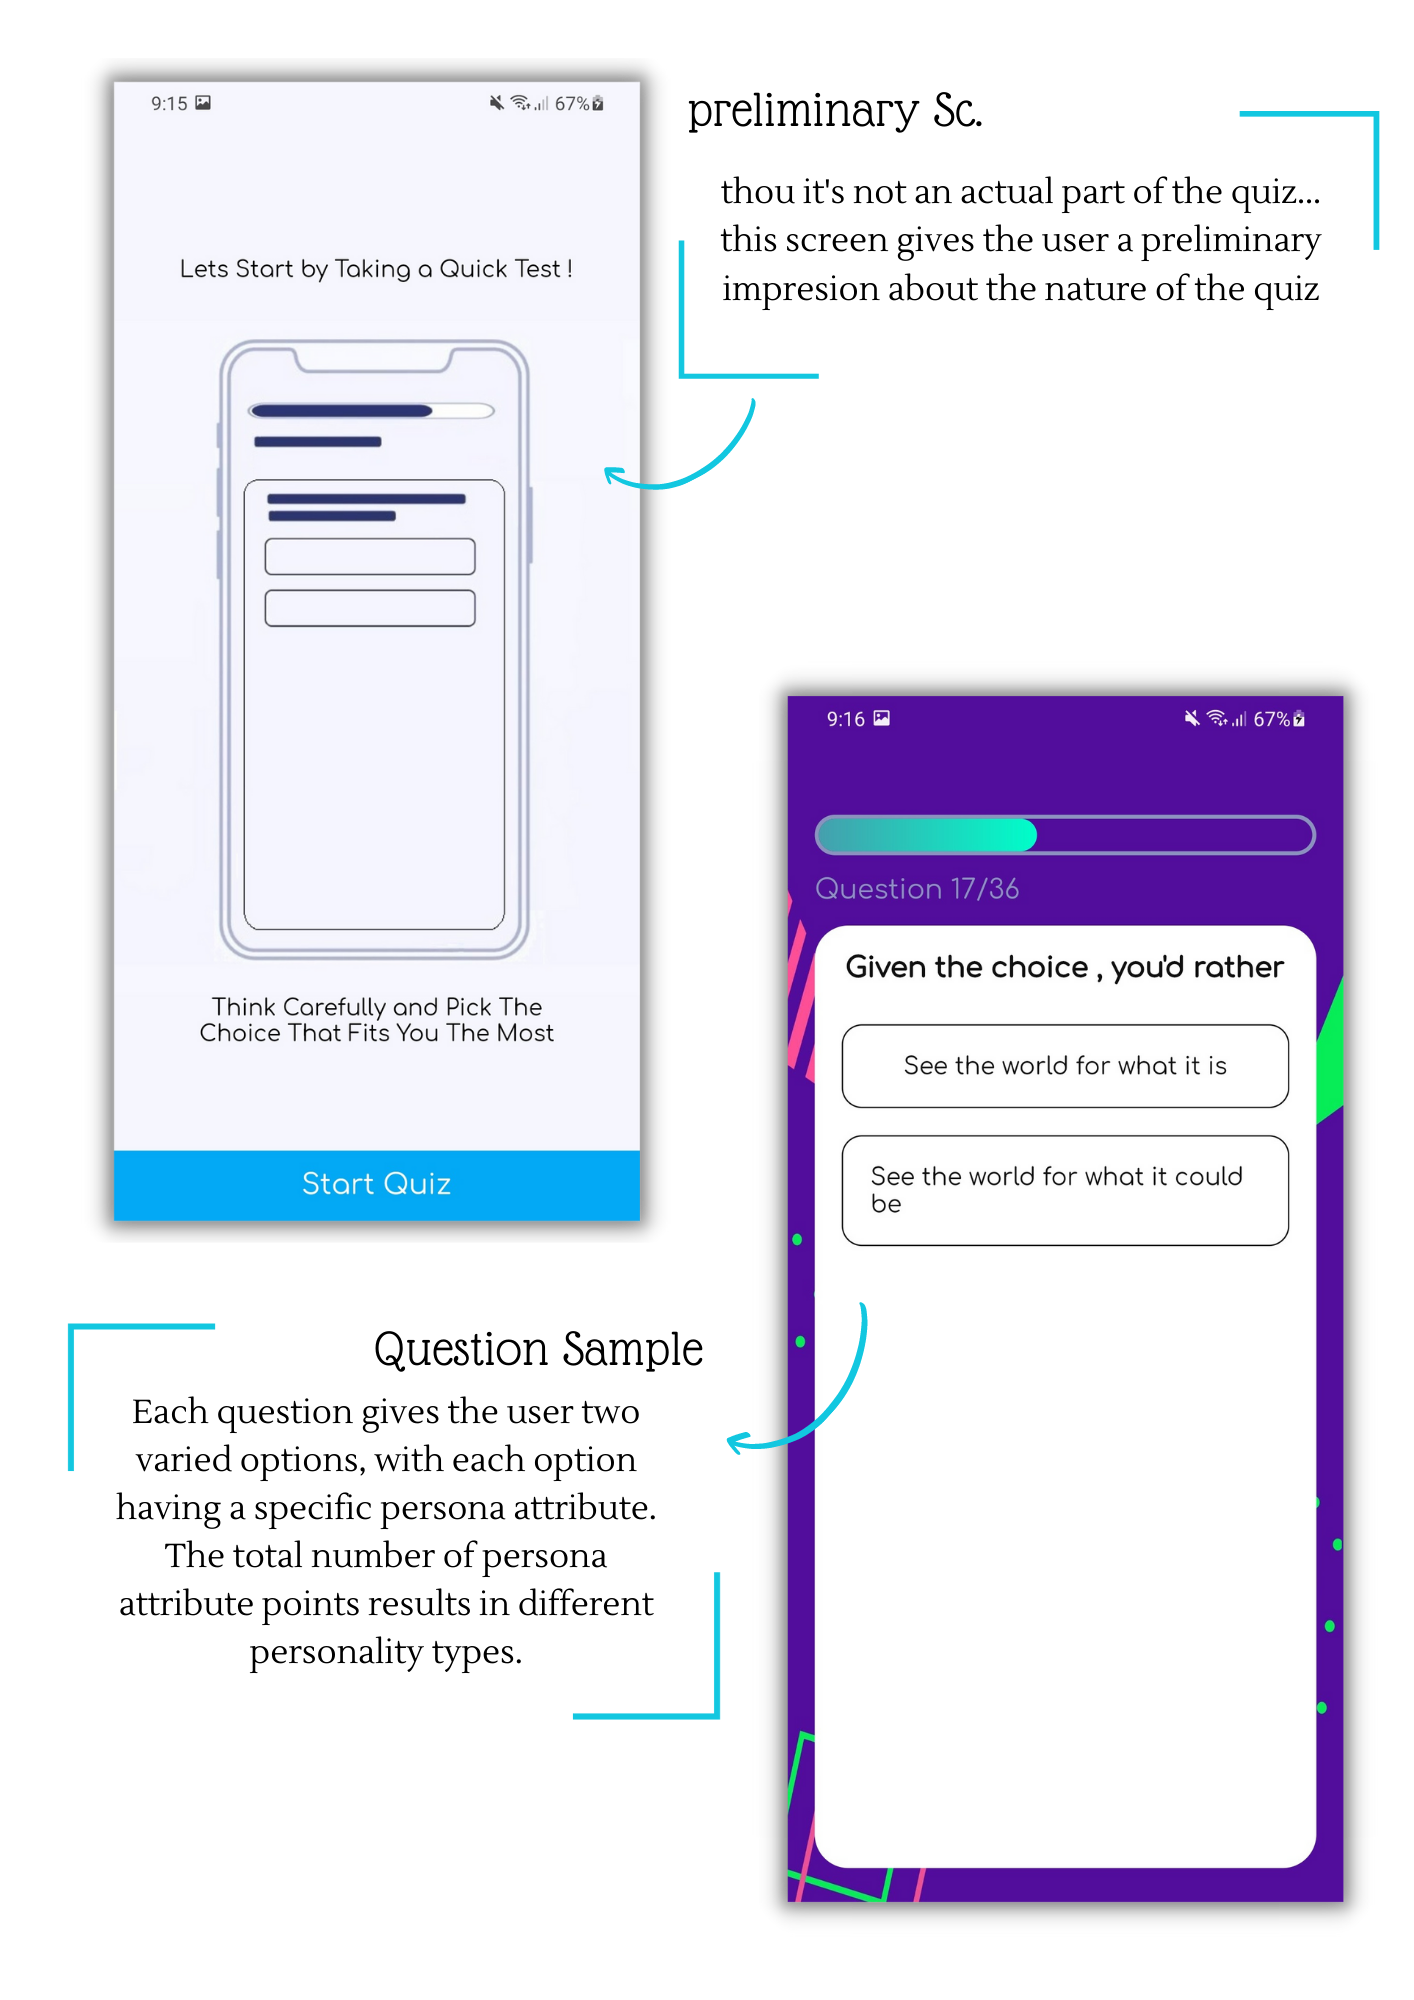 9:15
67%
preliminary Sc.
thou it's not an actual part of the quiz...
this screen gives the user a preliminary
impresion about the nature of the quiz
Lets Start by Taking a Quick Test !
Think Carefully and Pick The
Choice That Fits You The Most
Start Quiz
9:16
67%
Question 17/36
Given the choice , you'd rather
See the world for what it is
See the world for what it could
be
Question Sample
Each question gives the user two
varied options, with each option
having a specific persona attribute.
The total number of persona
attribute points results in different
personality types.